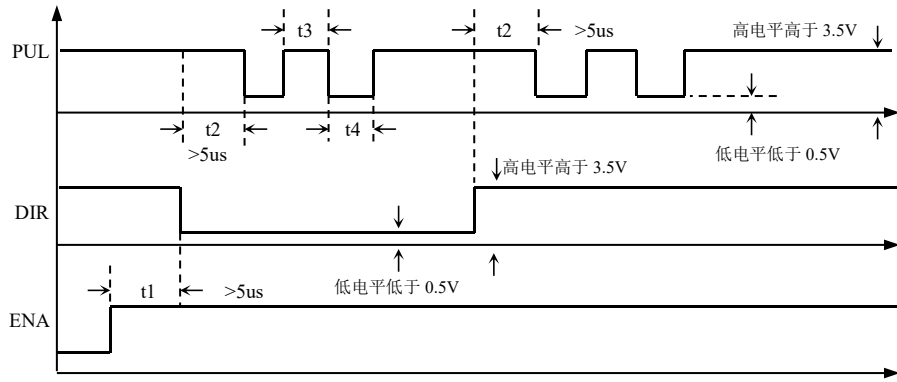 t3
t2
>5us
高电平高于 3.5V
PUL
t2
t4
>5us
低电平低于 0.5V
高电平高于 3.5V
DIR
低电平低于 0.5V
t1
>5us
ENA